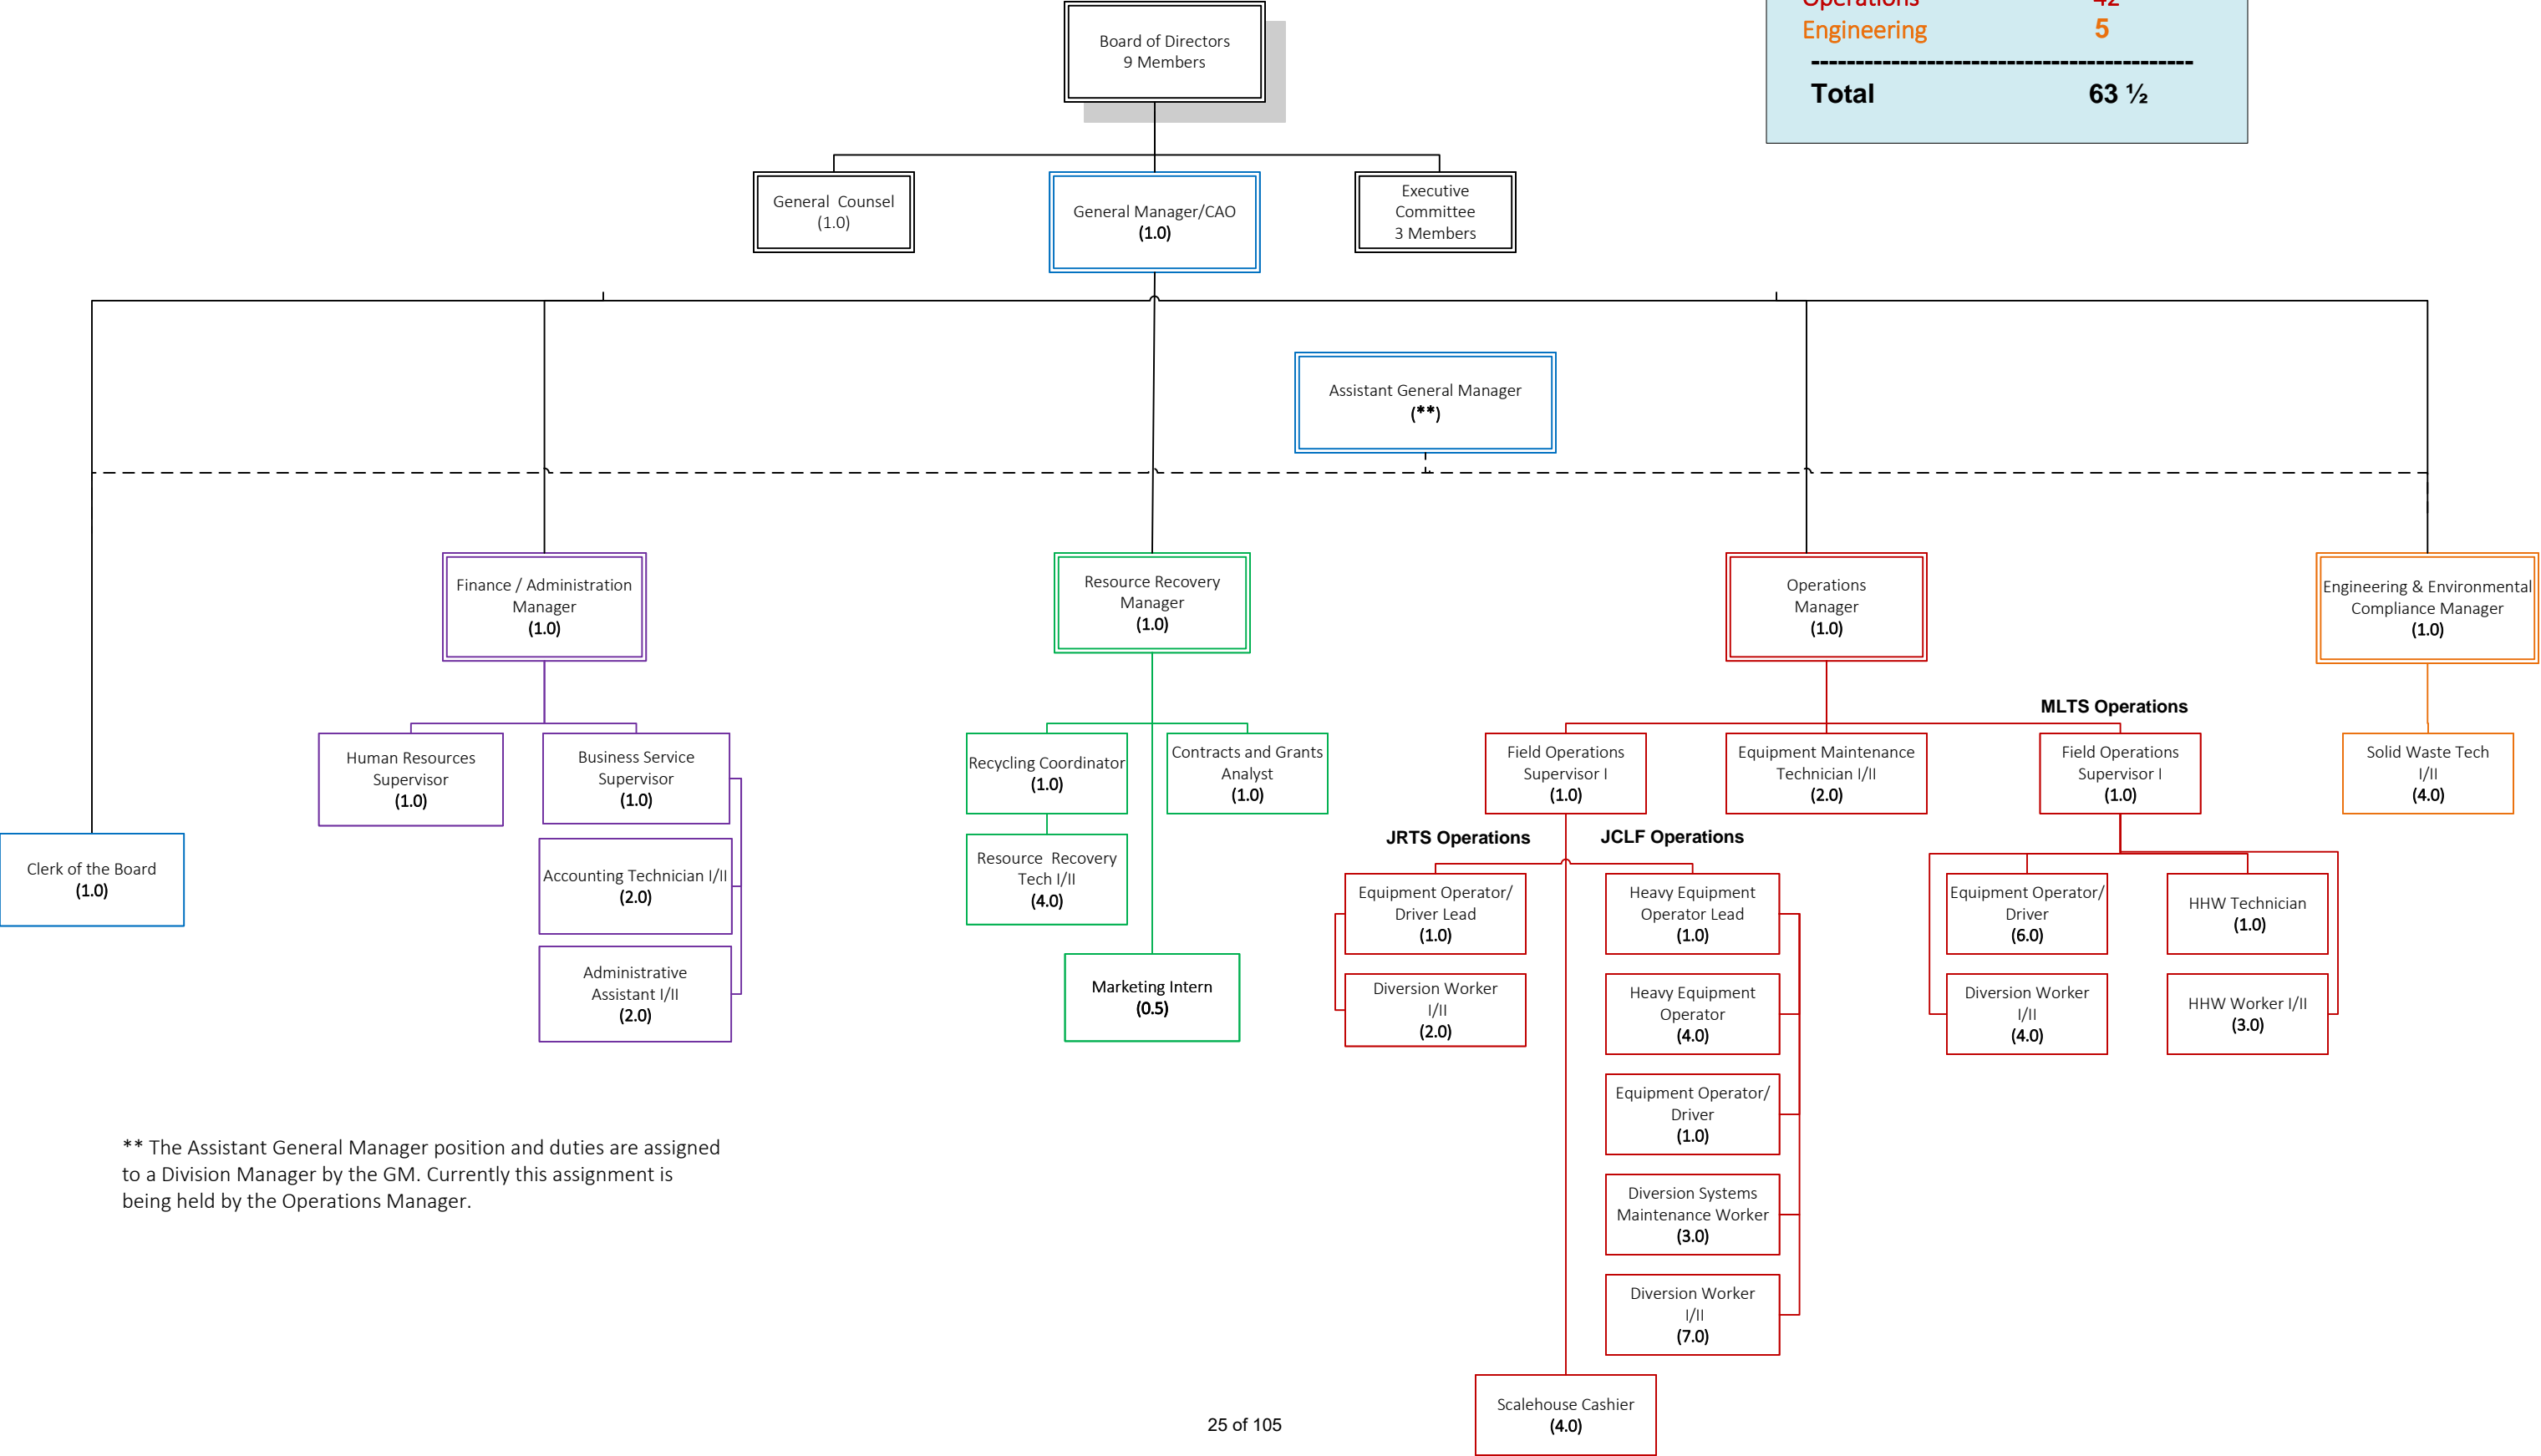 Operations 42
Engineering 5
-------------------------------------------
Total 63 ½
Board of Directors
9 Members
General Counsel
(1.0)
General Manager/CAO
(1.0)
Executive
Committee
3 Members
Assistant General Manager
(**)
Finance / Administration
Manager
(1.0)
Resource Recovery
Manager
(1.0)
Operations
Manager
(1.0)
Engineering & Environmental
Compliance Manager
(1.0)
MLTS Operations
Human Resources
Supervisor
(1.0)
Business Service
Supervisor
(1.0)
Recycling Coordinator
(1.0)
Contracts and Grants
Analyst
(1.0)
Field Operations
Supervisor I
(1.0)
Equipment Maintenance
Technician I/II
(2.0)
Field Operations
Supervisor I
(1.0)
Solid Waste Tech
I/II
(4.0)
JRTS Operations
JCLF Operations
Clerk of the Board
(1.0)
Accounting Technician I/II
(2.0)
Resource Recovery
Tech I/II
(4.0)
Equipment Operator/
Driver Lead
(1.0)
Heavy Equipment
Operator Lead
(1.0)
Equipment Operator/
Driver
(6.0)
HHW Technician
(1.0)
Administrative
Assistant I/II
(2.0)
Marketing Intern
(0.5)
Diversion Worker
I/II
(2.0)
Heavy Equipment
Operator
(4.0)
Diversion Worker
I/II
(4.0)
HHW Worker I/II
(3.0)
Equipment Operator/
Driver
(1.0)
** The Assistant General Manager position and duties are assigned
to a Division Manager by the GM. Currently this assignment is
being held by the Operations Manager.
Diversion Systems
Maintenance Worker
(3.0)
Diversion Worker
I/II
(7.0)
Scalehouse Cashier
(4.0)
25 of 105